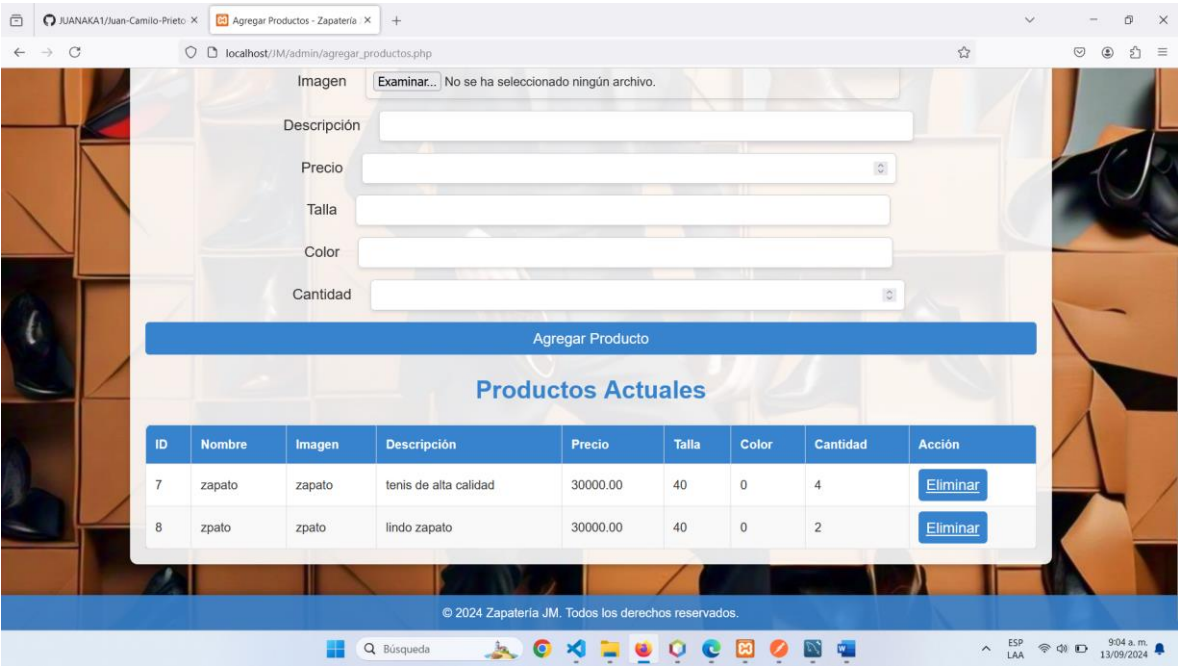 JUANAKA1/Juan-Camilo-Prieto
Agregar Productos - Zapatería
localhost/JM/admin/agregar_productos.php
Imagen Examinar... No se ha seleccionado ningún archivo.
Descripción
Precio
Talla
Color
Cantidad
Agregar Producto
Productos Actuales
ID Nombre Imagen Descripción Precio Talla Color Cantidad Acción
7 zapato zapato tenis de alta calidad 30000.00 40 0 4 Eliminar
8 zpato zpato lindo zapato 30000.00 40 0 2 Eliminar
© 2024 Zapatería JM. Todos los derechos reservados.
Búsqueda
ESP
LAA
9:04 a. m.
13/09/2024